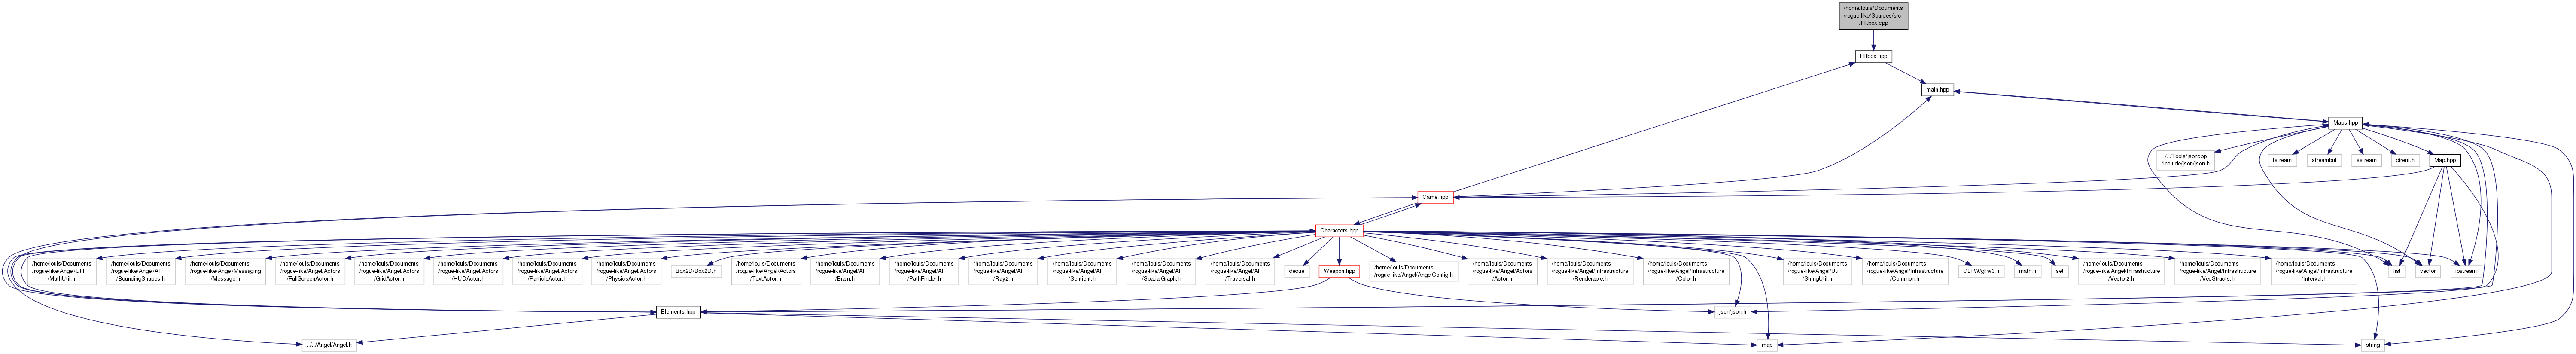 /home/louis/Documents
/rogue-like/Sources/src
/Hitbox.cpp
Hitbox.hpp
main.hpp
Maps.hpp
../../Tools/jsoncpp
/include/json/json.h
fstream
streambuf
sstream
dirent.h
Map.hpp
Game.hpp
Characters.hpp
/home/louis/Documents
/rogue-like/Angel/Util
/MathUtil.h
/home/louis/Documents
/rogue-like/Angel/AI
/BoundingShapes.h
/home/louis/Documents
/rogue-like/Angel/Messaging
/Message.h
/home/louis/Documents
/rogue-like/Angel/Actors
/FullScreenActor.h
/home/louis/Documents
/rogue-like/Angel/Actors
/GridActor.h
/home/louis/Documents
/rogue-like/Angel/Actors
/HUDActor.h
/home/louis/Documents
/rogue-like/Angel/Actors
/ParticleActor.h
/home/louis/Documents
/rogue-like/Angel/Actors
/PhysicsActor.h
Box2D/Box2D.h
/home/louis/Documents
/rogue-like/Angel/Actors
/TextActor.h
/home/louis/Documents
/rogue-like/Angel/AI
/Brain.h
/home/louis/Documents
/rogue-like/Angel/AI
/PathFinder.h
/home/louis/Documents
/rogue-like/Angel/AI
/Ray2.h
/home/louis/Documents
/rogue-like/Angel/AI
/Sentient.h
/home/louis/Documents
/rogue-like/Angel/AI
/SpatialGraph.h
/home/louis/Documents
/rogue-like/Angel/AI
/Traversal.h
deque
Weapon.hpp
/home/louis/Documents
/rogue-like/Angel/AngelConfig.h
/home/louis/Documents
/rogue-like/Angel/Actors
/Actor.h
/home/louis/Documents
/rogue-like/Angel/Infrastructure
/Renderable.h
/home/louis/Documents
/rogue-like/Angel/Infrastructure
/Color.h
/home/louis/Documents
/rogue-like/Angel/Util
/StringUtil.h
/home/louis/Documents
/rogue-like/Angel/Infrastructure
/Common.h
GLFW/glfw3.h
math.h
set
/home/louis/Documents
/rogue-like/Angel/Infrastructure
/Vector2.h
/home/louis/Documents
/rogue-like/Angel/Infrastructure
/VecStructs.h
/home/louis/Documents
/rogue-like/Angel/Infrastructure
/Interval.h
list
vector
iostream
Elements.hpp
json/json.h
../../Angel/Angel.h
map
string